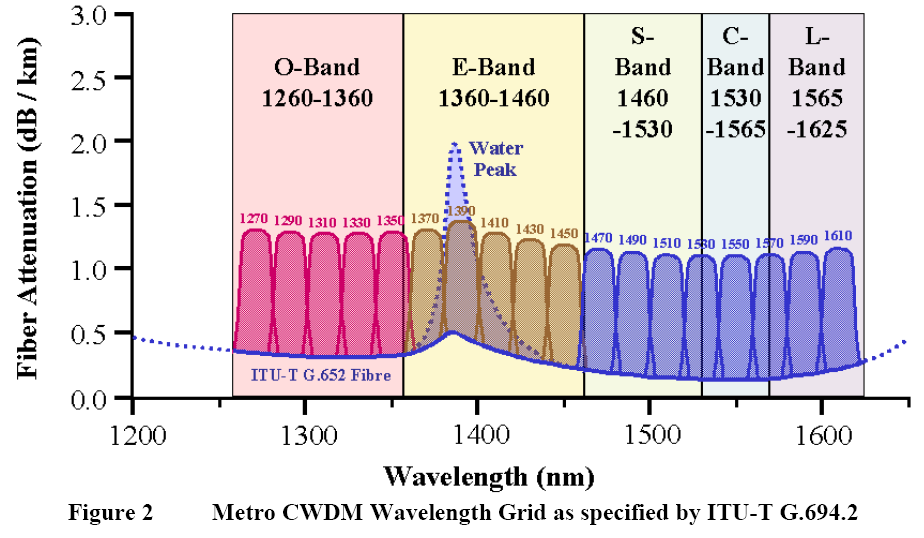 Fiber Attenuation (dB / km)
3.0
2.5
2.0
1.5
1.0
0.5
0.0
O-Band
1260-1360
E-Band
1360-1460
S-
Band
1460
-1530
C-
Band
1530
-1565
L-
Band
1565
-1625
Water
Peak
1270 1290 1310 1330 1350 1370 1390 1410 1430 1450 1470 1490 1510 1530 1550 1570 1590 1610
ITU-T G.652 Fibre
1200 1300 1400 1500 1600
Wavelength (nm)
Figure 2 Metro CWDM Wavelength Grid as specified by ITU-T G.694.2